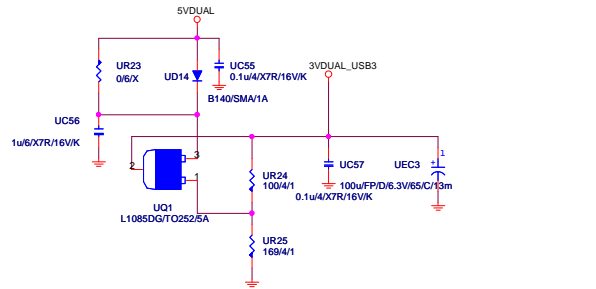 5VDUAL
UR23
0/6/X
UD14
UC55
0.1u/4/X7R/16V/K
B140/SMA/1A
3VDUAL_USB3
UC56
1u/6/X7R/16V/K
3
2
1
UQ1
L1085DG/TO252/5A
UR24
100/4/1
UC57
0.1u/4/X7R/16V/K
1
+
UEC3
100u/FP/D/6.3V/65/C/13m
UR25
169/4/1